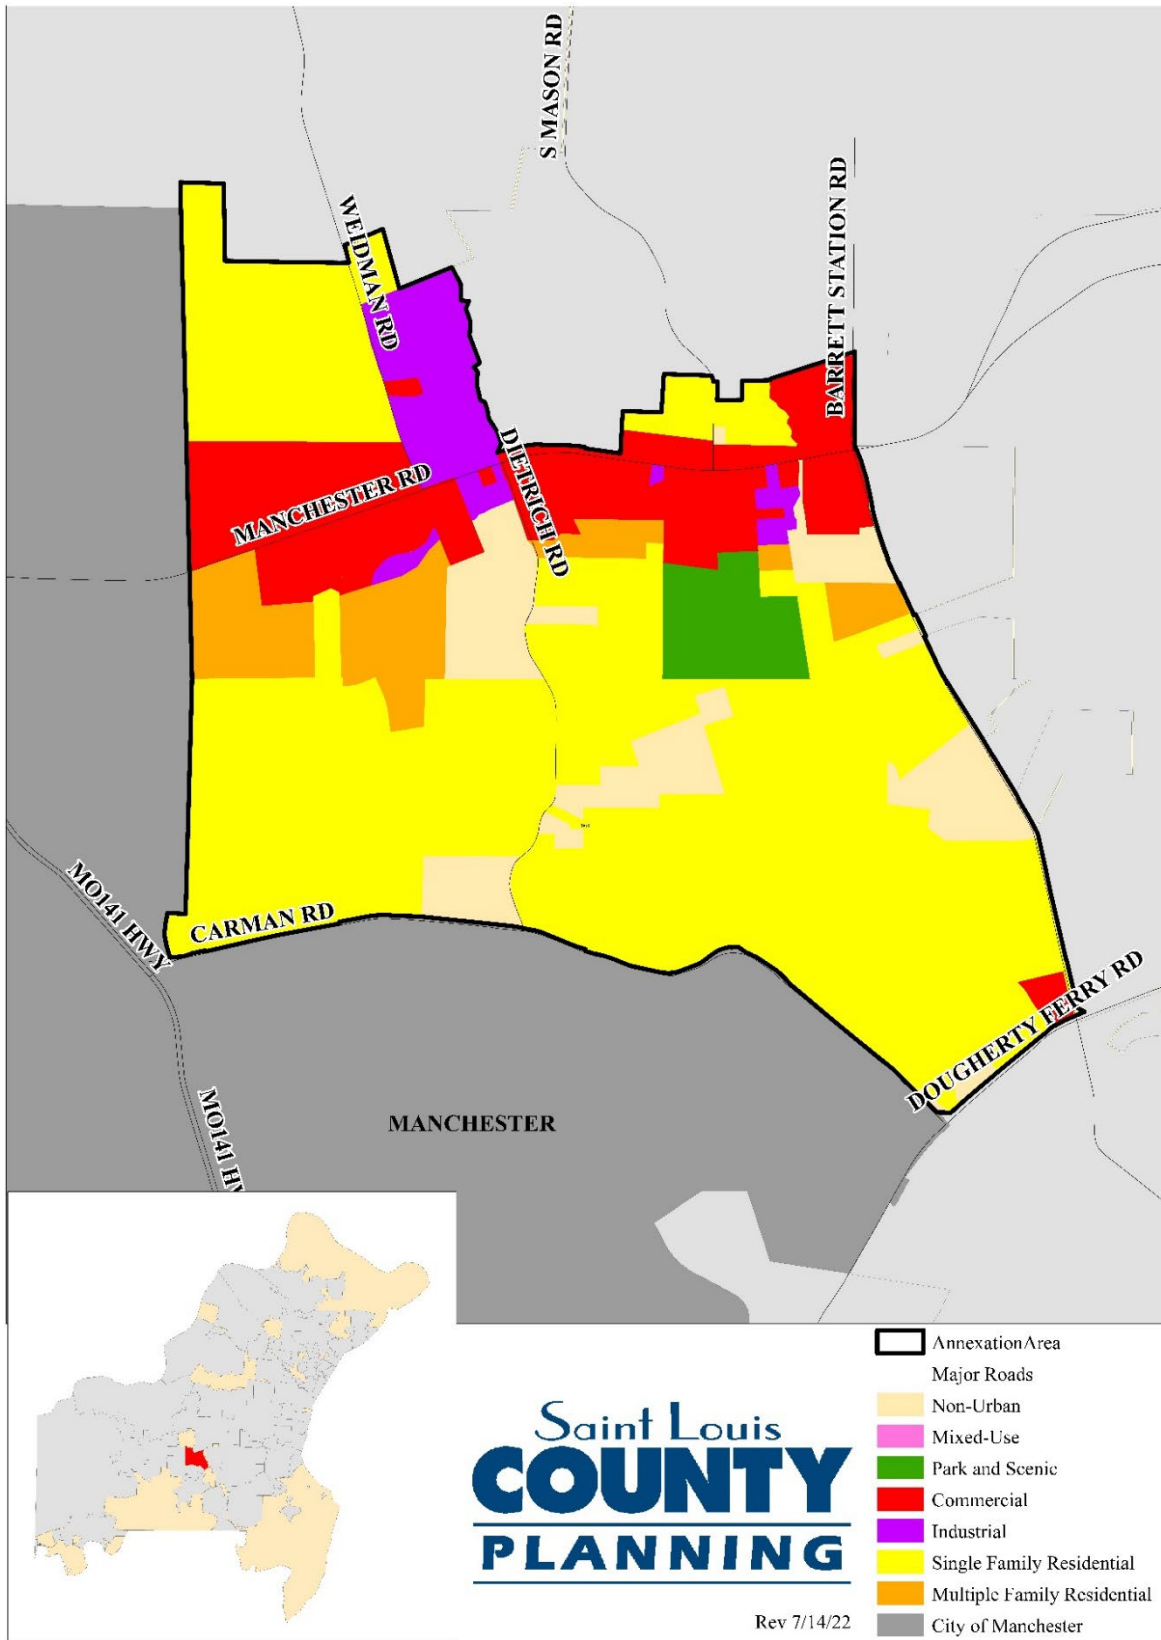 S MASON RD
WEIDMAN RD
BARRETT STATION RD
MANCHESTER RD
DIETRICH RD
MO141 HWY
CARMAN RD
DOUGHERTY FERRY RD
MANCHESTER
MO141 HW
Saint Louis
COUNTY
PLANNING
Rev 7/14/22
AnnexationArea
Major Roads
Non-Urban
Mixed-Use
Park and Scenic
Commercial
Industrial
Single Family Residential
Multiple Family Residential
City of Manchester